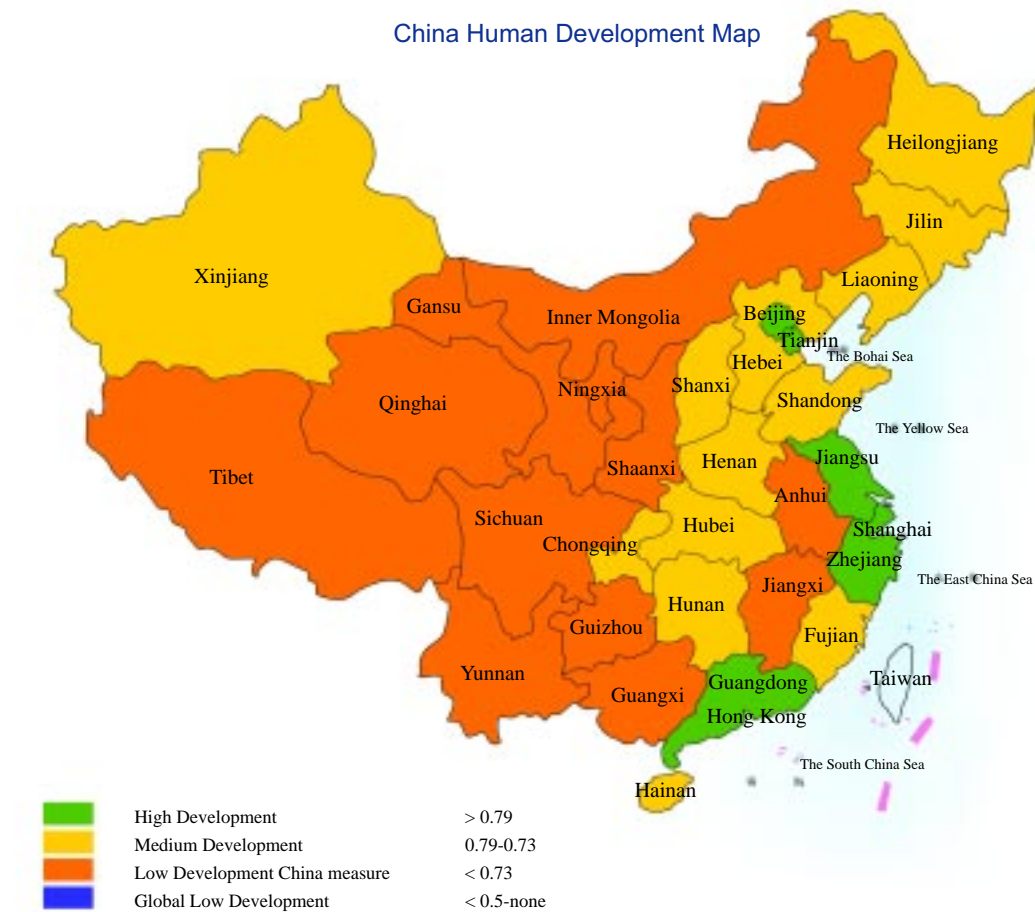 China Human Development Map
Heilongjiang
Jilin
Xinjiang
Liaoning
Gansu
Beijing
Inner Mongolia
Tianjin
The Bohai Sea
Hebei
Shanxi
Ningxia
Qinghai
Shandong
The Yellow Sea
Jiangsu
Henan
Shaanxi
Tibet
Anhui
Sichuan
Hubei
Shanghai
Chongqing
Zhejiang
The East China Sea
Jiangxi
Hunan
Guizhou
Fujian
Yunnan
Taiwan
Guangdong
Guangxi
Hong Kong
The South China Sea
Hainan
High Development > 0.79
Medium Development 0.79-0.73
Low Development China measure < 0.73
Global Low Development < 0.5-none